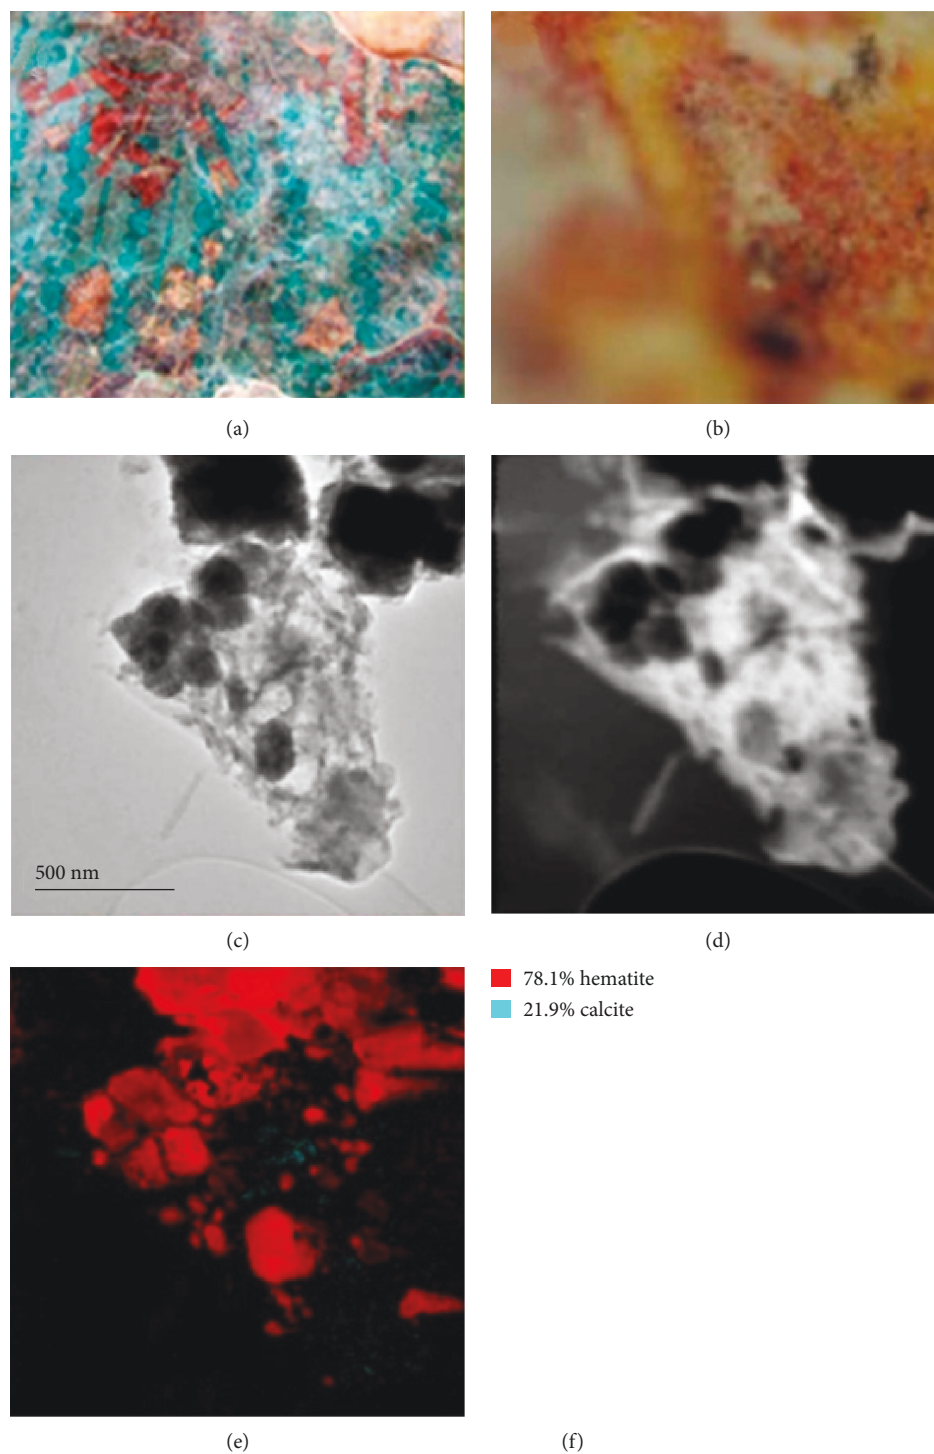 (a)
(b)
500 nm
(c)
(d)
78.1% hematite
21.9% calcite
(e)
(f)